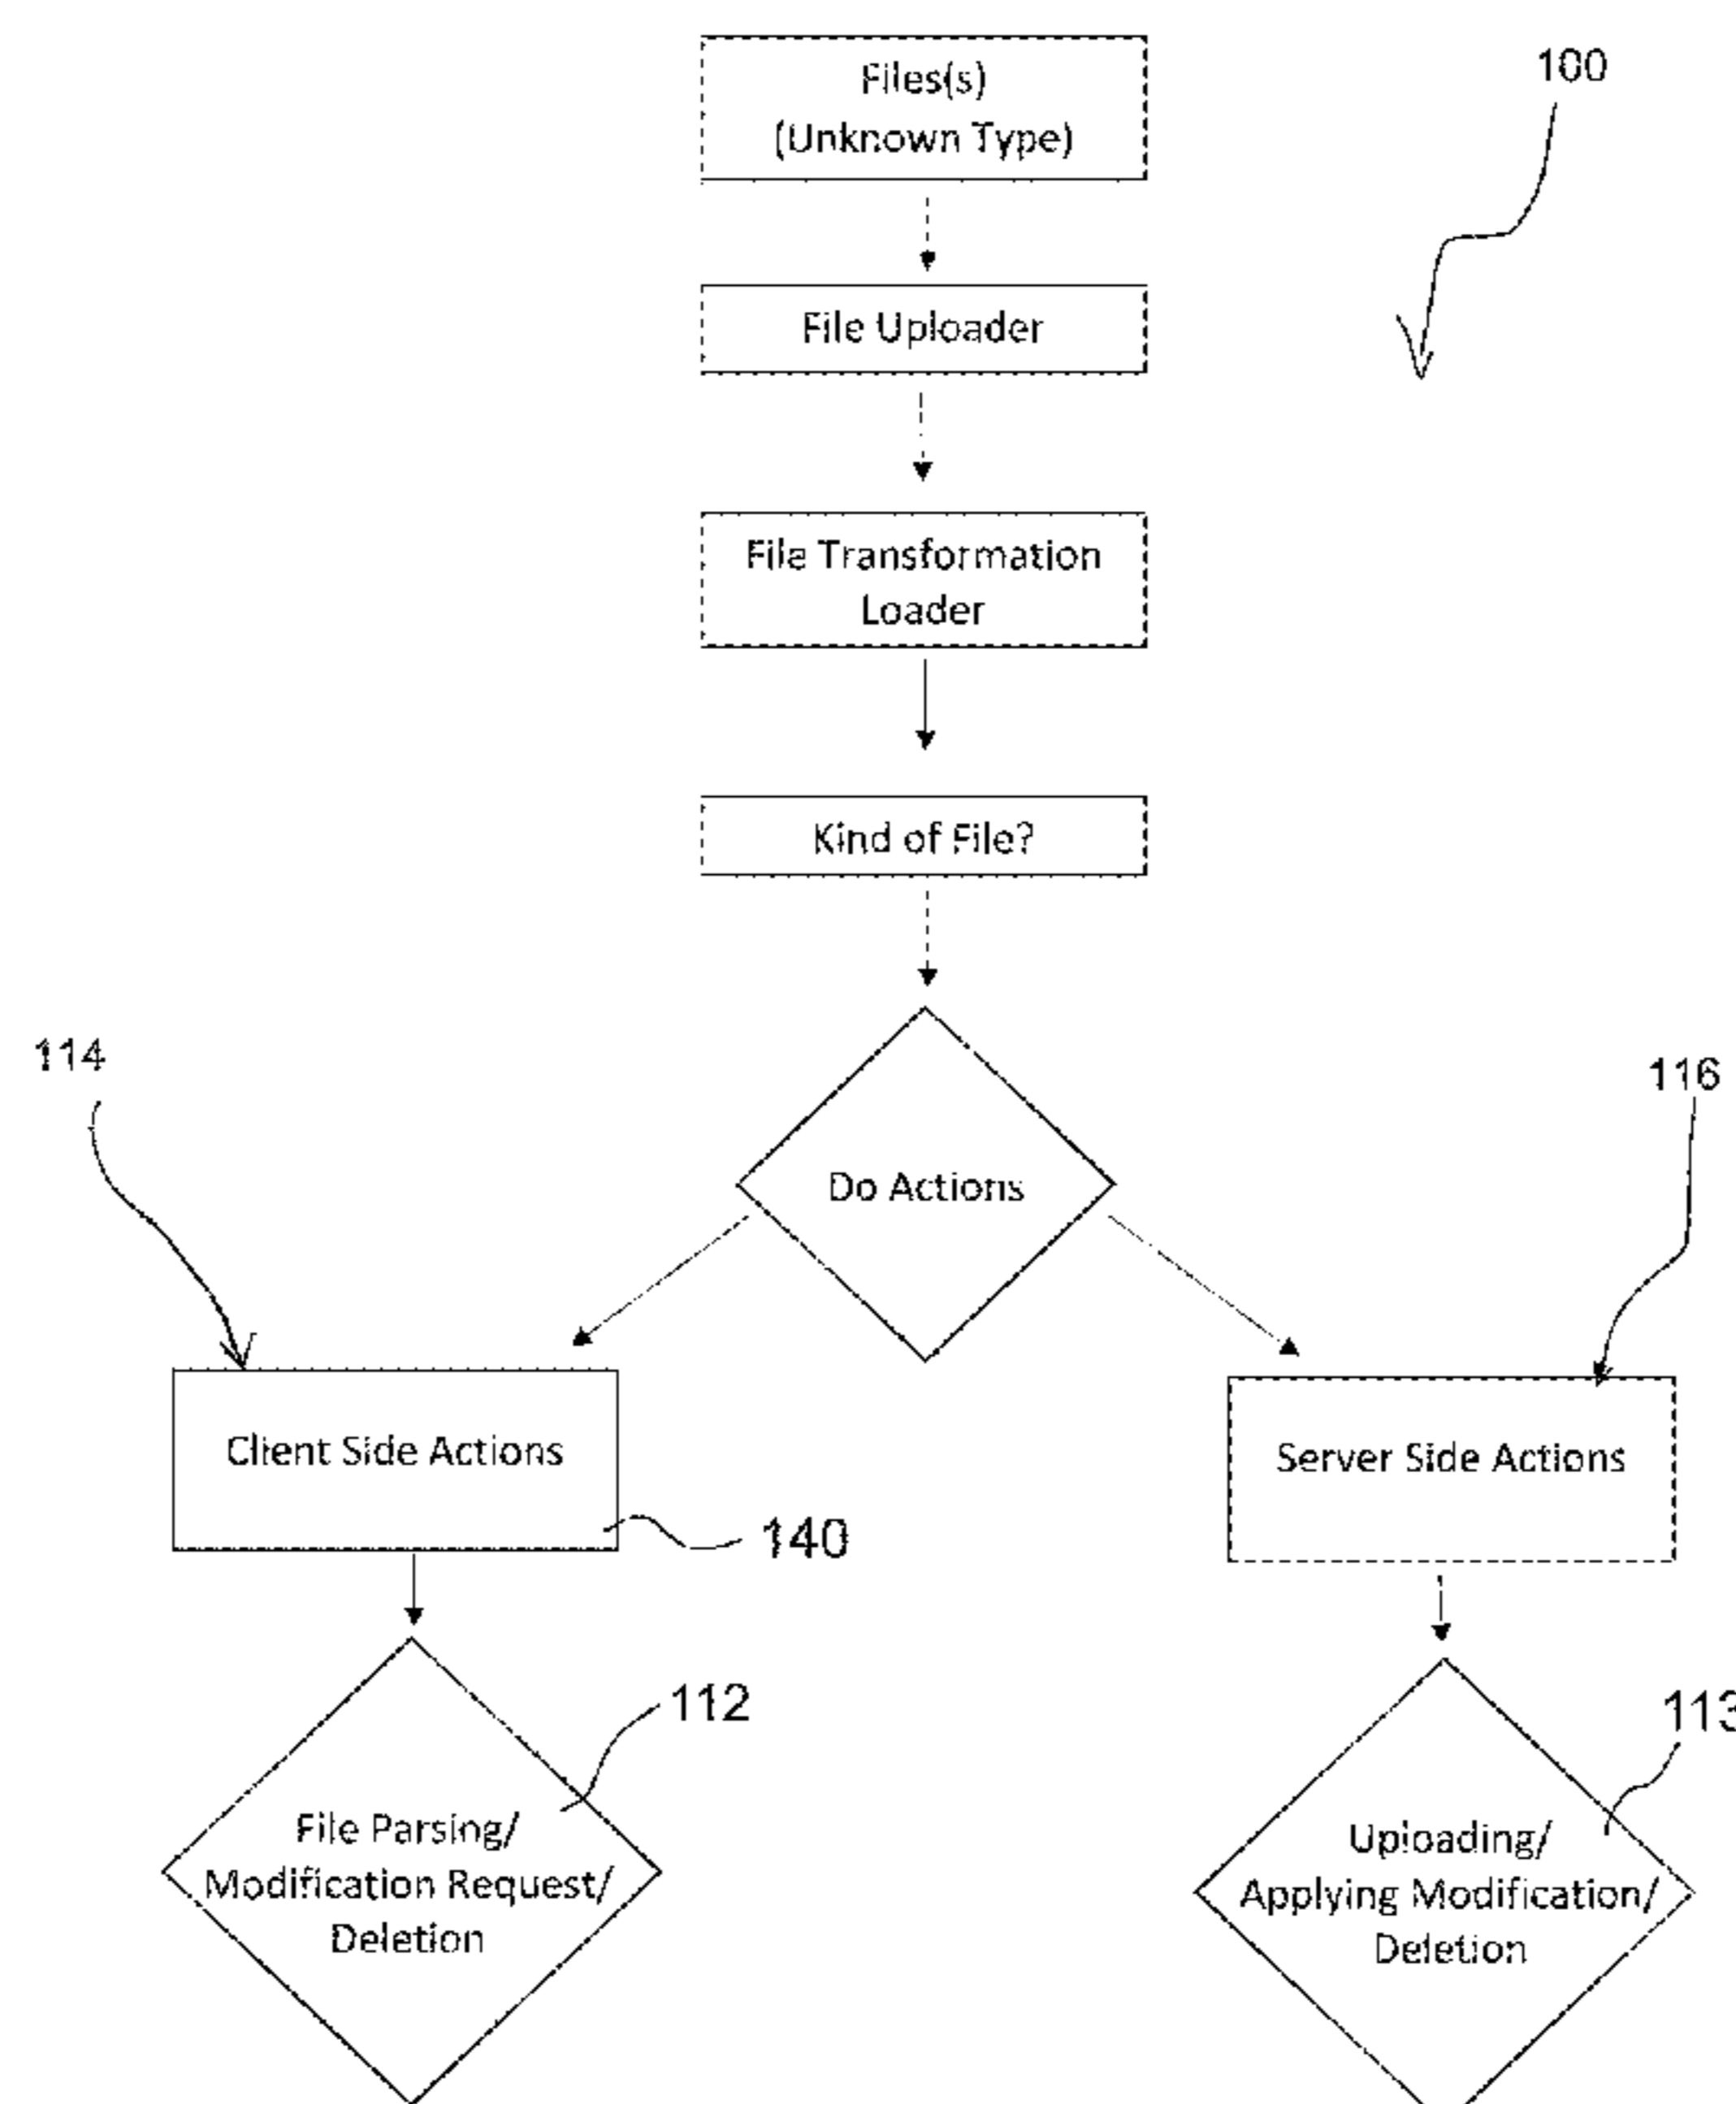 Files(s)
(Unknown Type)
100
File Uploader
File Transformation
Loader
Kind of File?
114
116
Do Actions
Client Side Actions
Server Side Actions
140
112
113
File Parsing/
Modification Request/
Deletion
Uploading/
Applying Modification/
Deletion